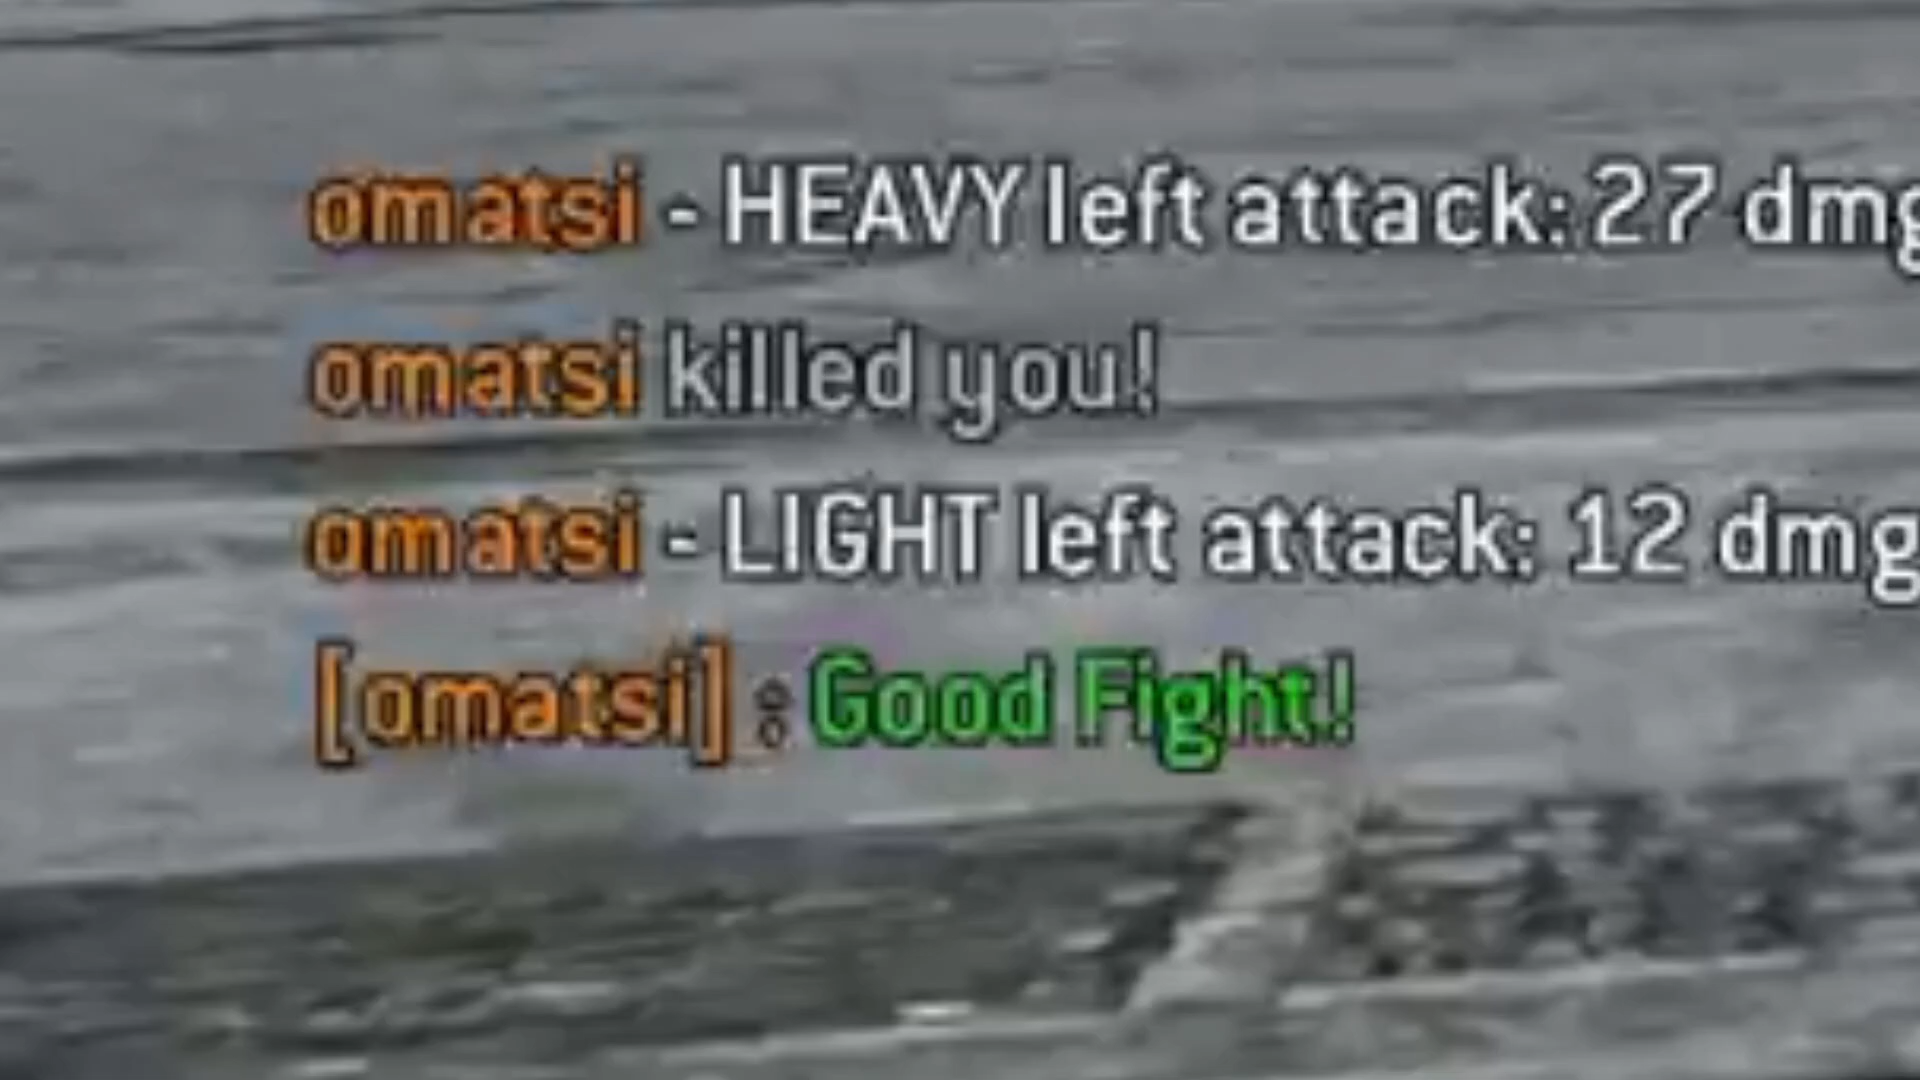 omatsi - HEAVY left attack: 27 dmg
omatsi killed you!
omatsi - LIGHT left attack: 12 dmg
[omatsi] : Good Fight!